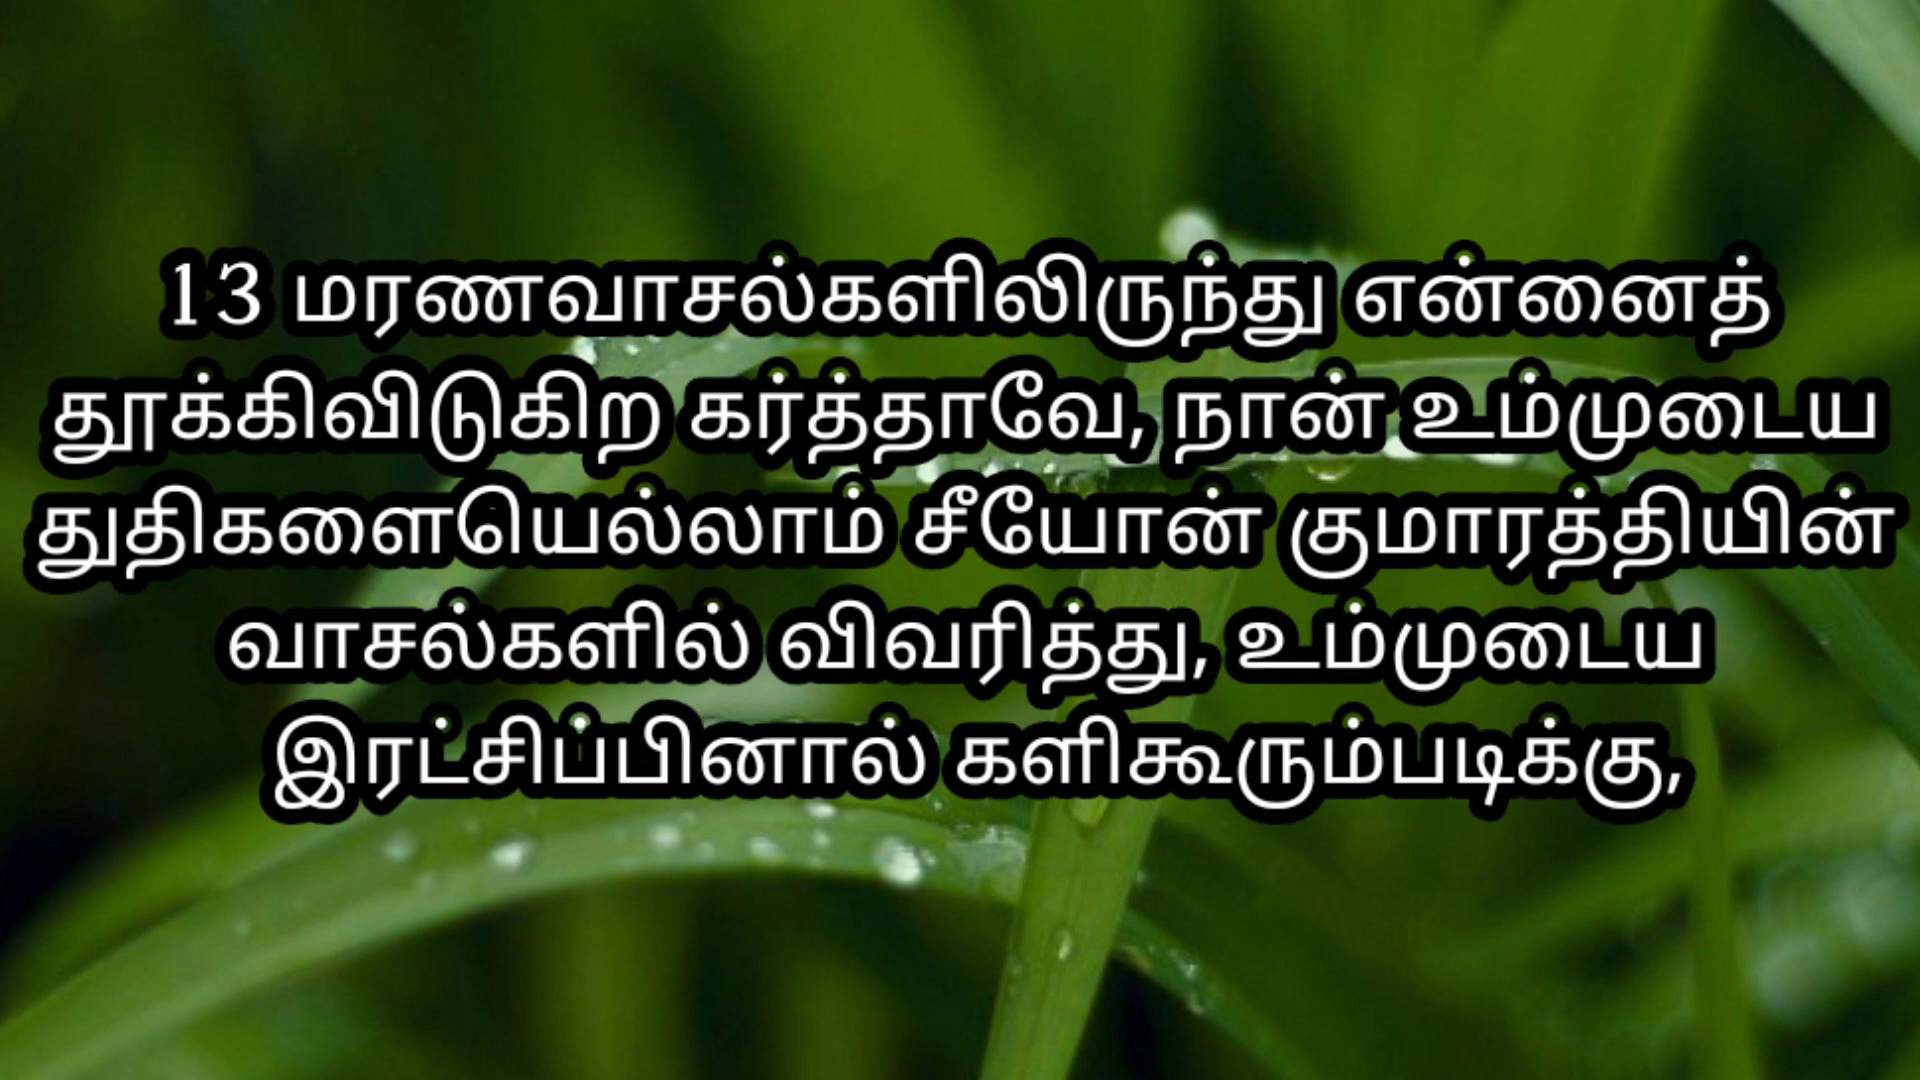 13 மரணவாசல்களிலிருந்து என்னைத்
தூக்கிவிடுகிற கர்த்தாவே, நான் உம்முடைய
துதிகளையெல்லாம் சீயோன் குமாரத்தியின்
வாசல்களில் விவரித்து, உம்முடைய
இரட்சிப்பினால் களிகூரும்படிக்கு,